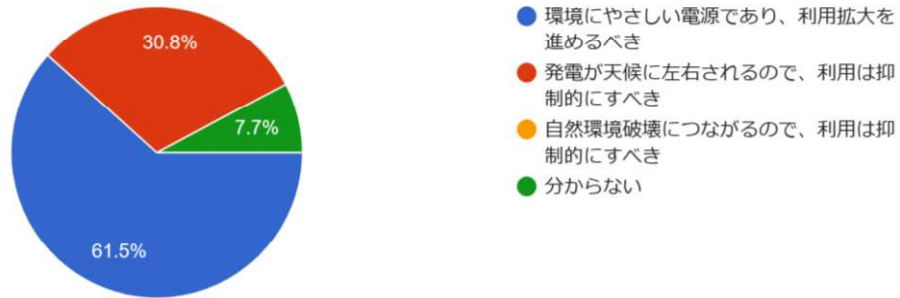 30.8%
7.7%
61.5%
環境にやさしい電源であり、利用拡大を
進めるべき
発電が天候に左右されるので、利用は抑
制的にすべき
自然環境破壊につながるので、利用は抑
制的にすべき
分からない